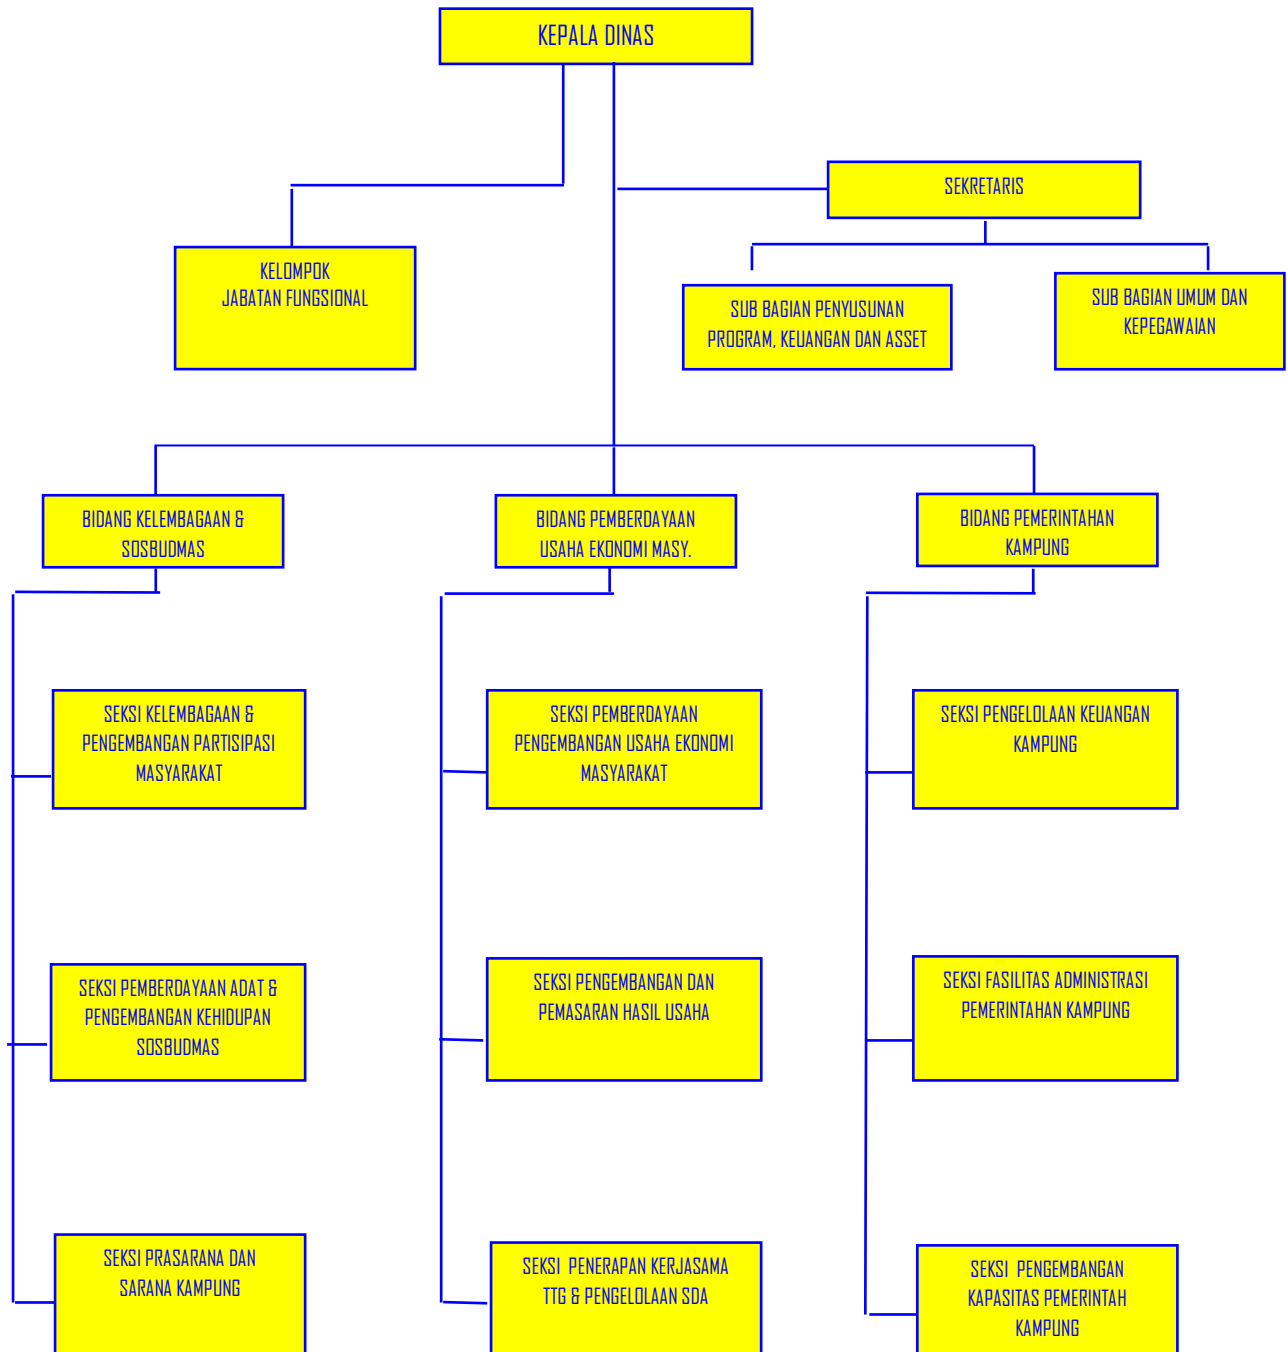 KEPALA DINAS
SEKRETARIS
KELOMPOK
JABATAN FUNGSIONAL
SUB BAGIAN PENYUSUNAN
PROGRAM, KEUANGAN DAN ASSET
SUB BAGIAN UMUM DAN
KEPEGAWAIAN
BIDANG KELEMBAGAAN &
SOSBUDMAS
BIDANG PEMBERDAYAAN
USAHA EKONOMI MASY.
BIDANG PEMERINTAHAN
KAMPUNG
SEKSI KELEMBAGAAN &
PENGEMBANGAN PARTISIPASI
MASYARAKAT
SEKSI PEMBERDAYAAN
PENGEMBANGAN USAHA EKONOMI
MASYARAKAT
SEKSI PENGELOLAAN KEUANGAN
KAMPUNG
SEKSI PEMBERDAYAAN ADAT &
PENGEMBANGAN KEHIDUPAN
SOSBUDMAS
SEKSI PENGEMBANGAN DAN
PEMASARAN HASIL USAHA
SEKSI FASILITAS ADMINISTRASI
PEMERINTAHAN KAMPUNG
SEKSI PRASARANA DAN
SARANA KAMPUNG
SEKSI PENERAPAN KERJASAMA
TTG & PENGELOLAAN SDA
SEKSI PENGEMBANGAN
KAPASITAS PEMERINTAH
KAMPUNG